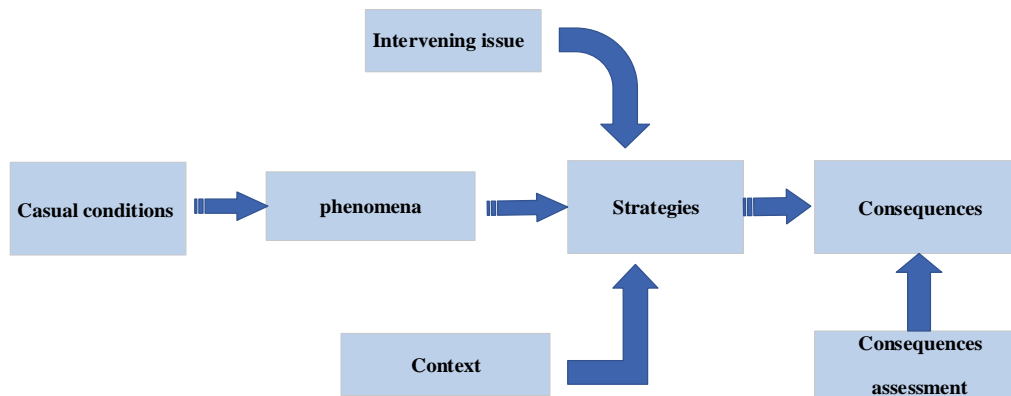 Intervening issue
Casual conditions
phenomena
Strategies
Consequences
Context
Consequences
assessment